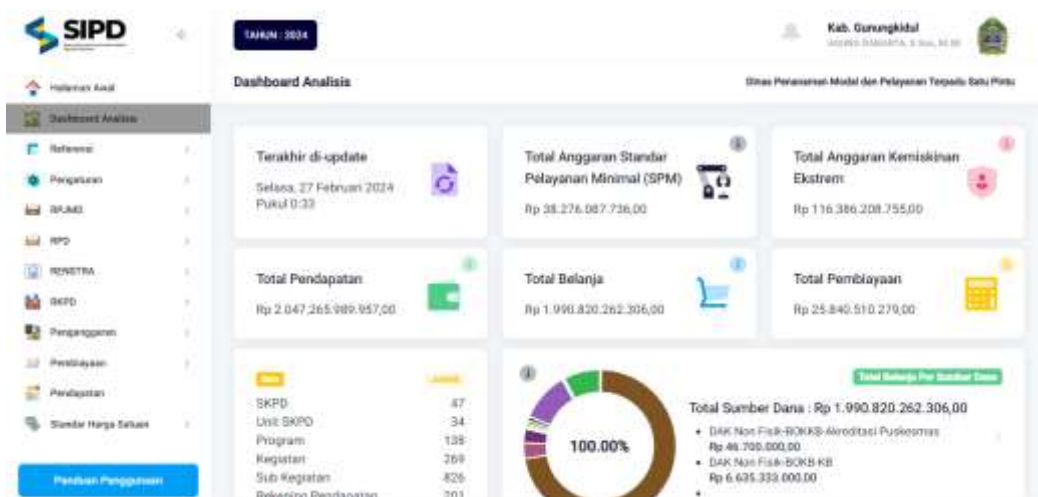 SIPD
TAHUN : 2024
Kab. Gunungkidul
Halaman Awal
Dashboard Analisis
Dinas Penanaman Modal dan Pelayanan Terpadu Satu Pintu
Dashboard Analisis
Referensi
Pengaturan
RPJMD
RPD
RENSTRA
RKPD
Penganggaran
Pembiayaan
Pendapatan
Standar Harga Satuan
Panduan Penggunaan
Terakhir di-update
Selasa, 27 Februari 2024
Pukul 0:33
Total Anggaran Standar
Pelayanan Minimal (SPM)
Rp 38.276.087.736,00
Total Anggaran Kemiskinan
Ekstrem
Rp 116.386.208.755,00
Total Pendapatan
Rp 2.047.265.989.957,00
Total Belanja
Rp 1.990.820.262.306,00
Total Pembiayaan
Rp 25.840.510.279,00
SKPD 47
Unit SKPD 34
Program 138
Kegiatan 269
Sub Kegiatan 826
Rekening Pendapatan 201
100.00%
Total Belanja Per Sumber Dana
Total Sumber Dana : Rp 1.990.820.262.306,00
DAK Non Fisik-BOKKB-Akreditasi Puskesmas
Rp 46.700.000,00
DAK Non Fisik-BOKB-KB
Rp 6.635.333.000,00